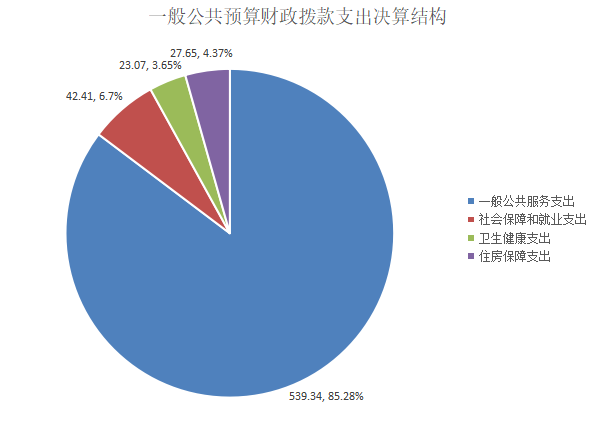 一般公共预算财政拨款支出决算结构
27.65, 4.37%
23.07, 3.65%
42.41, 6.7%
539.34, 85.28%
一般公共服务支出
社会保障和就业支出
卫生健康支出
住房保障支出